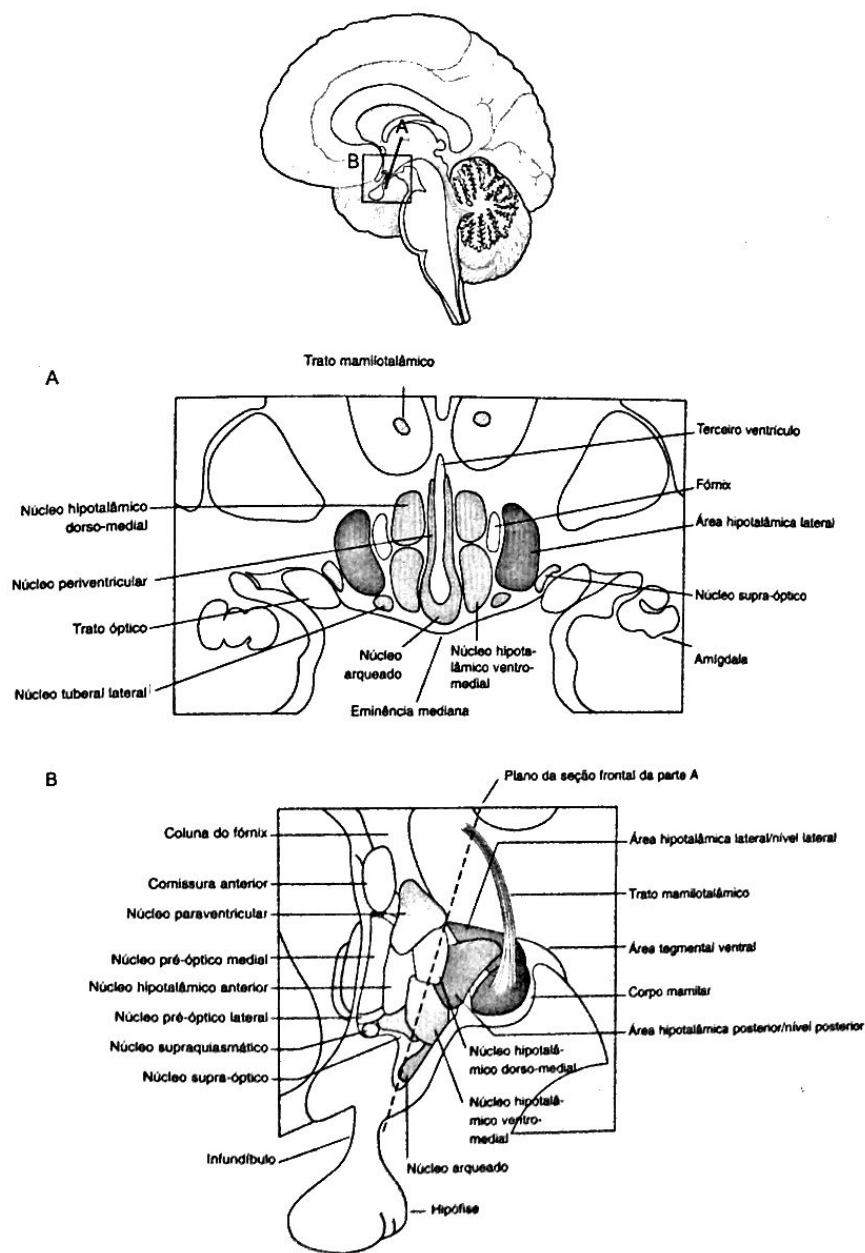 A
B
A
Trato mamilotalâmico
Terceiro ventrículo
Fórnix
Área hipotalâmica lateral
Núcleo supra-óptico
Amígdala
Núcleo hipotalâmico
dorso-medial
Núcleo periventricular
Trato óptico
Núcleo tuberal lateral
Núcleo
arqueado
Núcleo hipota-
lâmico ventro-
medial
Eminência mediana
B
Plano da seção frontal da parte A
Coluna do fórnix
Comissura anterior
Núcleo paraventricular
Núcleo pré-óptico medial
Núcleo hipotalâmico anterior
Núcleo pré-óptico lateral
Núcleo supraquiasmático
Núcleo supra-óptico
Infundíbulo
Área hipotalâmica lateral/nível lateral
Trato mamilotalâmico
Área tegmental ventral
Corpo mamilar
Área hipotalâmica posterior/nível posterior
Núcleo hipotalâ-
mico dorso-medial
Núcleo hipotalâ-
mico ventro-
medial
Núcleo arqueado
Hipófise